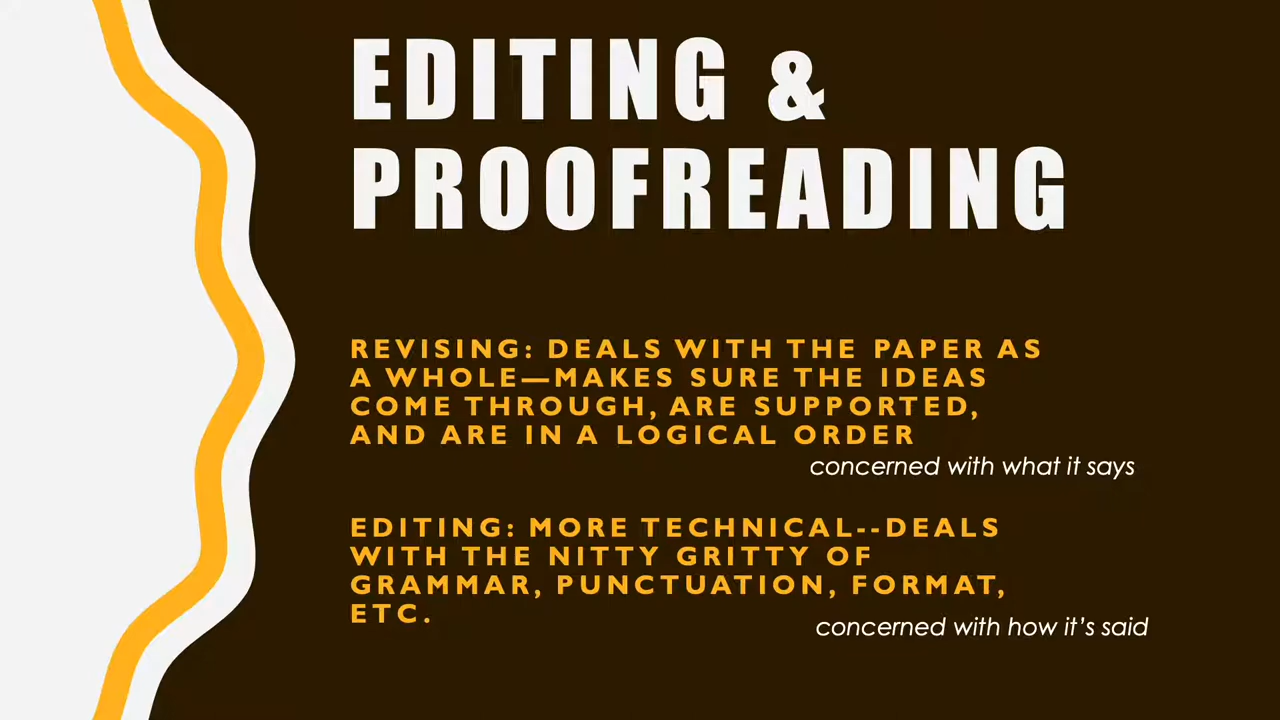 EDITING &
PROOFREADING
REVISING: DEALS WITH THE PAPER AS
A WHOLE—MAKES SURE THE IDEAS
COME THROUGH, ARE SUPPORTED,
AND ARE IN A LOGICAL ORDER
concerned with what it says
EDITING: MORE TECHNICAL--DEALS
WITH THE NITTY GRITTY OF
GRAMMAR, PUNCTUATION, FORMAT,
ETC.
concerned with how it's said